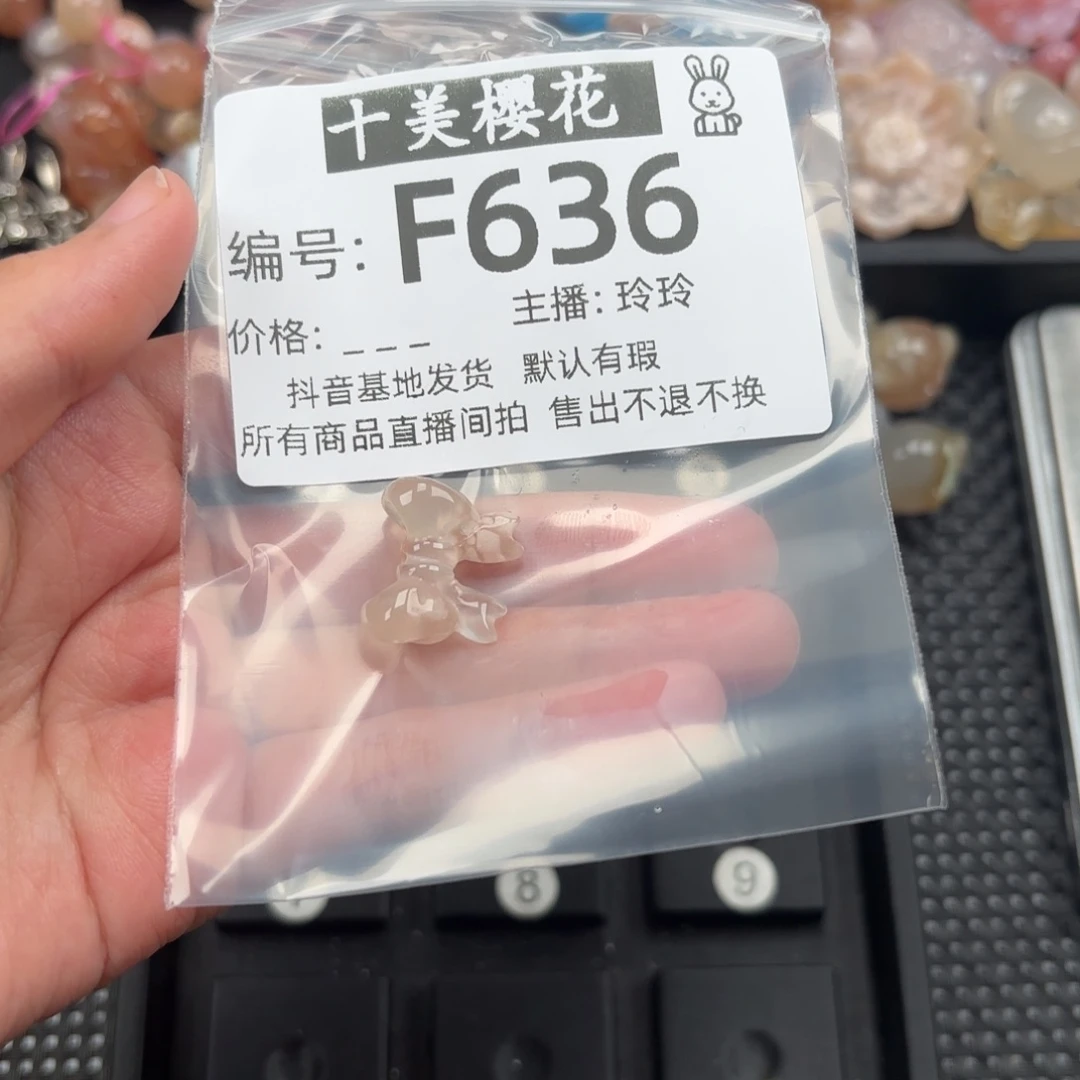 十美樱花
编号: F636
主播: 玲玲
价格: _ _ _
抖音基地发货 默认有瑕
所有商品直播间拍 售出不退不换
8
9